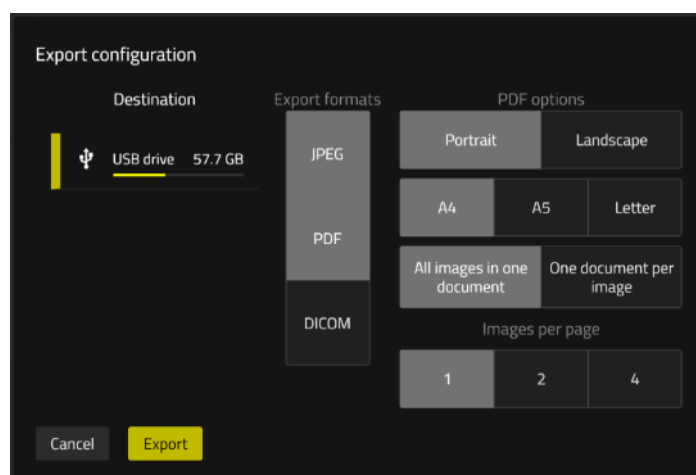 Export configuration
Destination
USB drive 57.7 GB
Export formats
JPEG
PDF
DICOM
PDF options
Portrait Landscape
A4 A5 Letter
All images in one
document
One document per
image
Images per page
1 2 4
Cancel Export